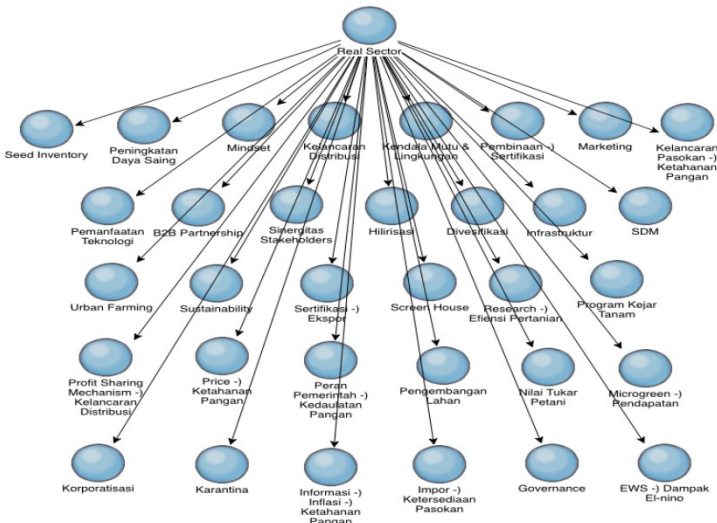 Real Sector
Seed Inventory
Peningkatan
Daya Saing
Mindset
Kelancaran
Distribusi
Kendala Mutu &
Lingkungan
Pembinaan -)
Sertifikasi
Marketing
Kelancaran
Pasokan -)
Ketahanan
Pangan
Pemanfaatan
Teknologi
B2B Partnership
Sinergitas
Stakeholders
Hilirisasi
Divesifikasi
Infrastruktur
SDM
Urban Farming
Sustainability
Sertifikasi -)
Ekspor
Screen House
Research -)
Efiensi Pertanian
Program Kejar
Tanam
Profit Sharing
Mechanism -)
Kelancaran
Distribusi
Price -)
Ketahanan
Pangan
Peran
Pemerintah -)
Kedaulatan
Pangan
Pengembangan
Lahan
Nilai Tukar
Petani
Microgreen -)
Pendapatan
Korporatisasi
Karantina
Informasi -)
Inflasi -)
Ketahanan
Pangan
Impor -)
Ketersediaan
Pasokan
Governance
EWS -) Dampak
El-nino